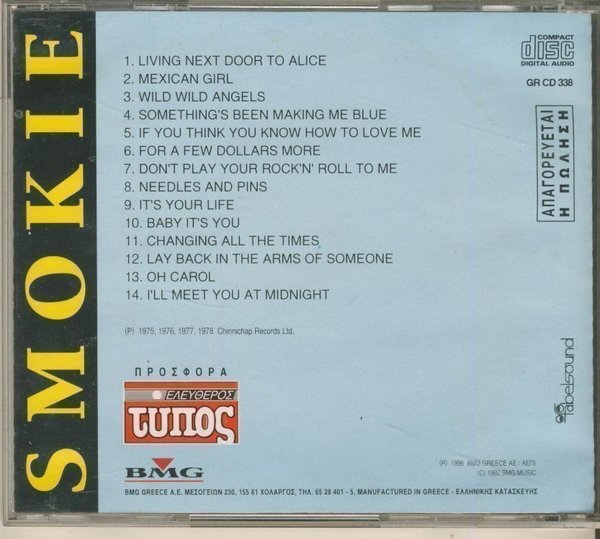 SMOKIE
COMPACT
disc
DIGITAL AUDIO
GR CD 338
1. LIVING NEXT DOOR TO ALICE
2. MEXICAN GIRL
3. WILD WILD ANGELS
4. SOMETHING'S BEEN MAKING ME BLUE
5. IF YOU THINK YOU KNOW HOW TO LOVE ME
6. FOR A FEW DOLLARS MORE
7. DON'T PLAY YOUR ROCK'N' ROLL TO ME
8. NEEDLES AND PINS
9. IT'S YOUR LIFE
10. BABY IT'S YOU
11. CHANGING ALL THE TIMES
12. LAY BACK IN THE ARMS OF SOMEONE
13. OH CAROL
14. I'LL MEET YOU AT MIDNIGHT
ΑΠΑΓΟΡΕΥΕΤΑΙ
Η ΠΩΛΗΣΗ
(P) 1975, 1976, 1977, 1978 Chinnichap Records Ltd.
ΠΡΟΣΦΟΡΑ
ΕΛΕΥΘΕΡΟΣ
τυπος
fabelsound
BMG
(P) 1996 BMG GREECE AE / ΑΕΠΙ
(C) 1992 BMG MUSIC
BMG GREECE A.E. ΜΕΣΟΓΕΙΩΝ 230, 155 61 ΧΟΛΑΡΓΟΣ, ΤΗΛ. 65 28 401 - 5, MANUFACTURED IN GREECE - ΕΛΛΗΝΙΚΗΣ ΚΑΤΑΣΚΕΥΗΣ